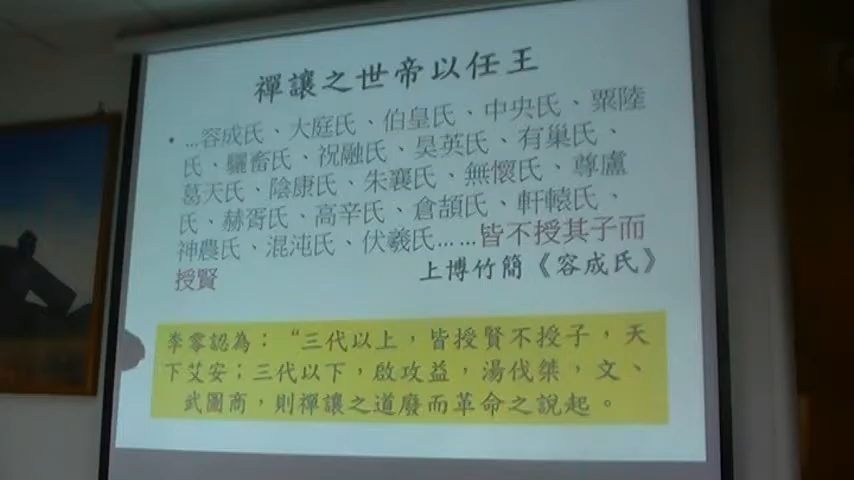 禪讓之世帝以任王
• …容成氏、大庭氏、伯皇氏、中央氏、粟陸
氏、驪畜氏、祝融氏、昊英氏、有巢氏、
葛天氏、陰康氏、朱襄氏、無懷氏、尊盧
氏、赫胥氏、高辛氏、倉頡氏、軒轅氏、
神農氏、混沌氏、伏羲氏……皆不授其子而
授賢
上博竹簡《容成氏》
李零認為：“三代以上，皆授賢不授子，天
下艾安；三代以下，啟攻益，湯伐桀，文、
武圖商，則禪讓之道廢而革命之說起。